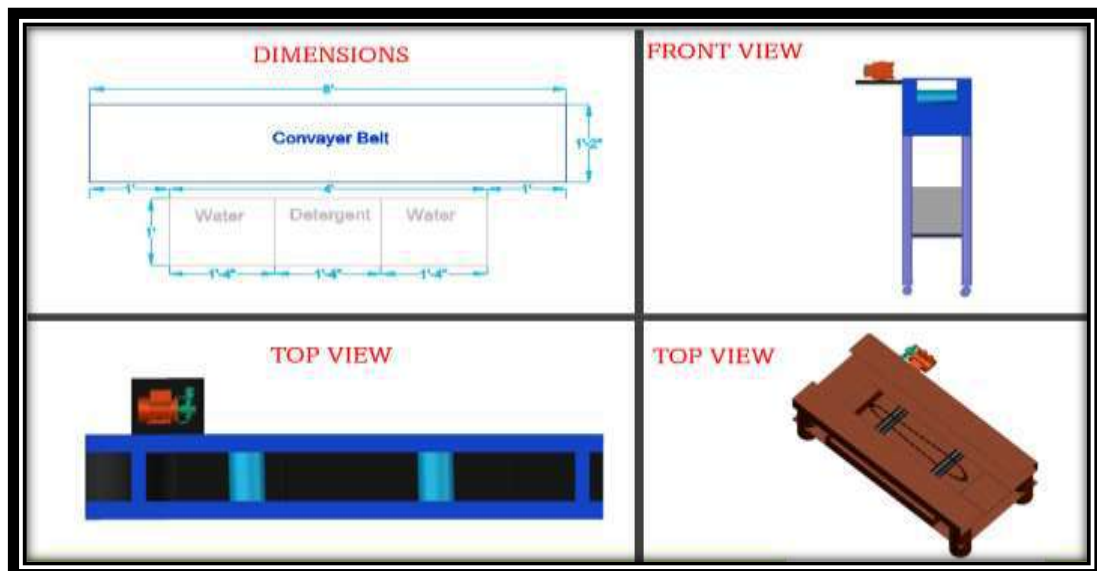 DIMENSIONS
Convayer Belt
1'-2"
1' 4' 1'
Water Detergent Water
1'
1'-4" 1'-4" 1'-4"
FRONT VIEW
TOP VIEW
TOP VIEW